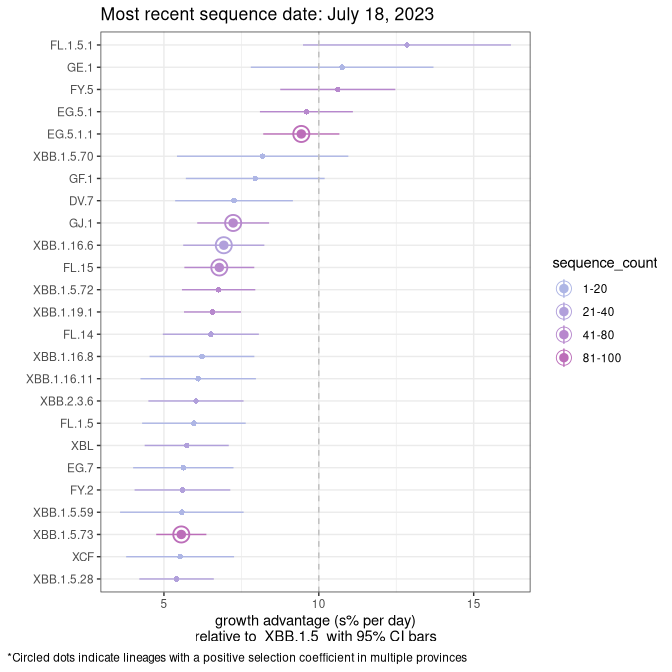 Most recent sequence date: July 18, 2023
FL.1.5.1
GE.1
FY.5
EG.5.1
EG.5.1.1
XBB.1.5.70
GF.1
DV.7
GJ.1
XBB.1.16.6
FL.15
XBB.1.5.72
XBB.1.19.1
FL.14
XBB.1.16.8
XBB.1.16.11
XBB.2.3.6
FL.1.5
XBL
EG.7
FY.2
XBB.1.5.59
XBB.1.5.73
XCF
XBB.1.5.28
5 10 15
growth advantage (s% per day)
relative to XBB.1.5 with 95% CI bars
sequence_count
1-20
21-40
41-80
81-100
*Circled dots indicate lineages with a positive selection coefficient in multiple provinces